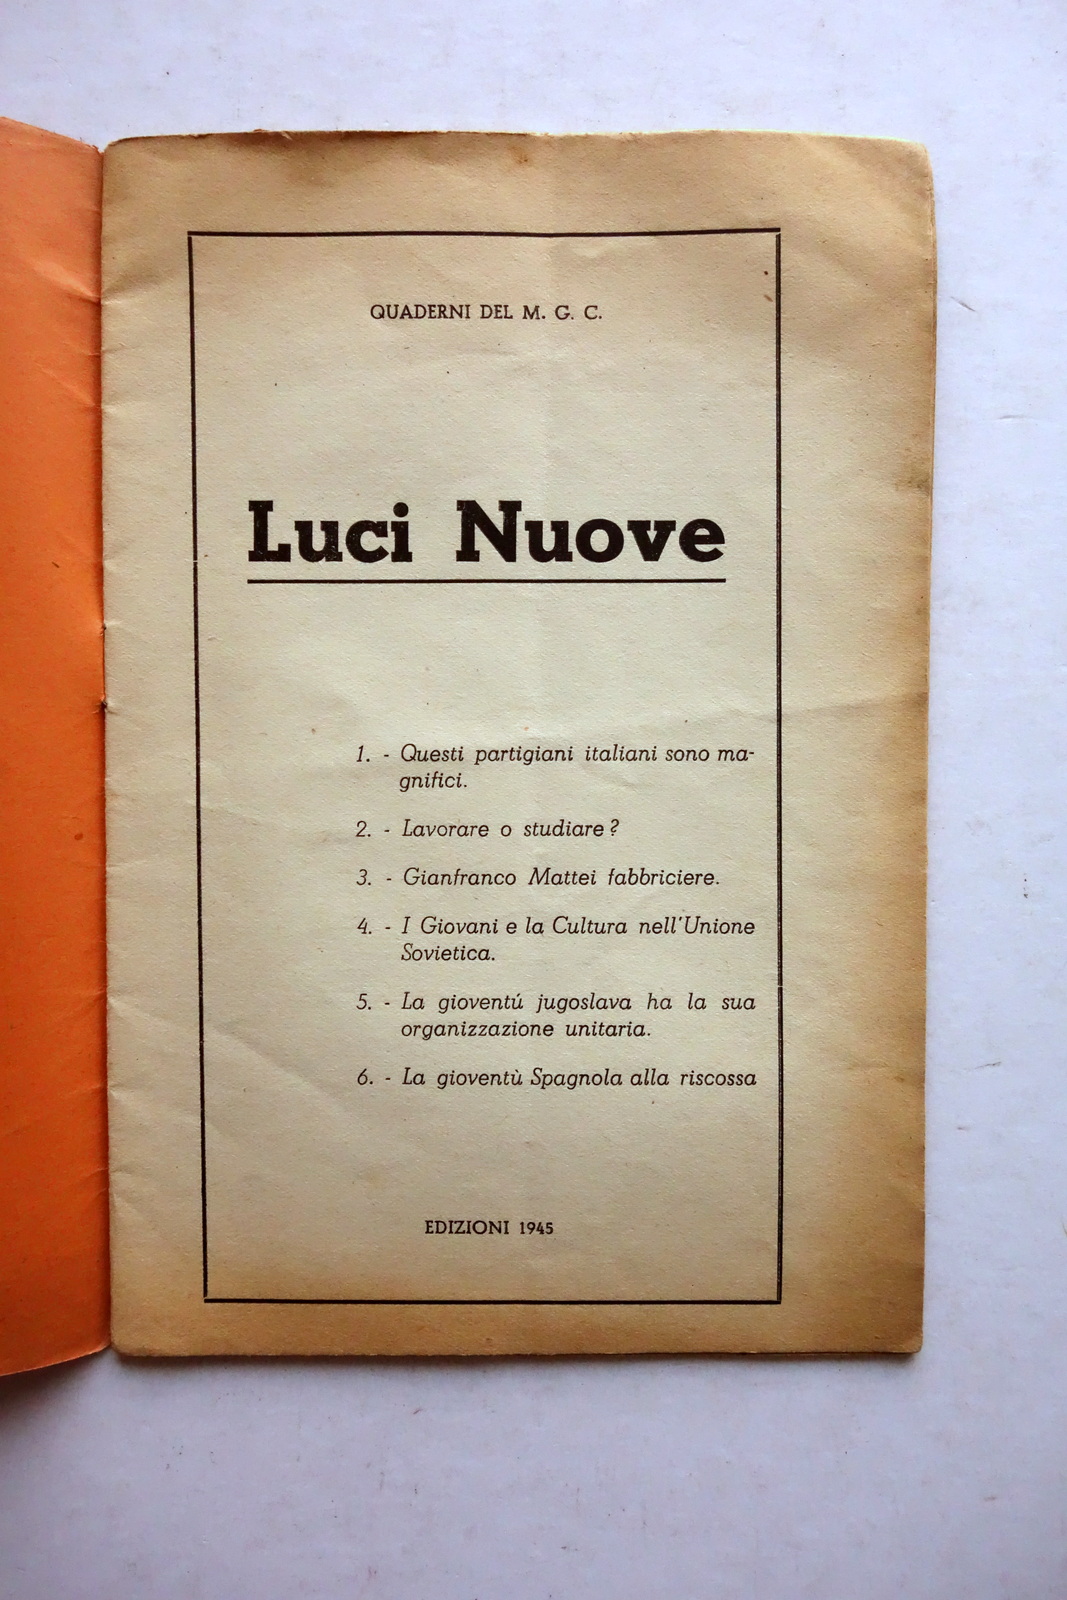 QUADERNI DEL M. G. C.
Luci Nuove
1. - Questi partigiani italiani sono ma-
gnifici.
2. - Lavorare o studiare ?
3. - Gianfranco Mattei fabbriciere.
4. - I Giovani e la Cultura nell'Unione
Sovietica.
5. - La gioventú jugoslava ha la sua
organizzazione unitaria.
6. - La gioventù Spagnola alla riscossa
EDIZIONI 1945